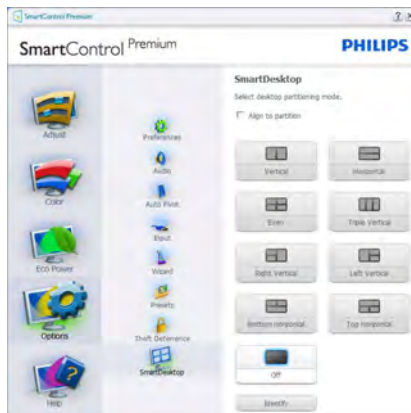 SmartControl Premium
SmartControl Premium
PHILIPS
Adjust
Color
Eco Power
Options
Help
Preferences
Audio
Auto Pivot
Input
Wizard
Presets
Theft Deterrence
SmartDesktop
SmartDesktop
Select desktop partitioning mode.
Align to partition
Vertical
Horizontal
Even
Triple Vertical
Right Vertical
Left Vertical
Bottom Horizontal
Top Horizontal
Off
Identify